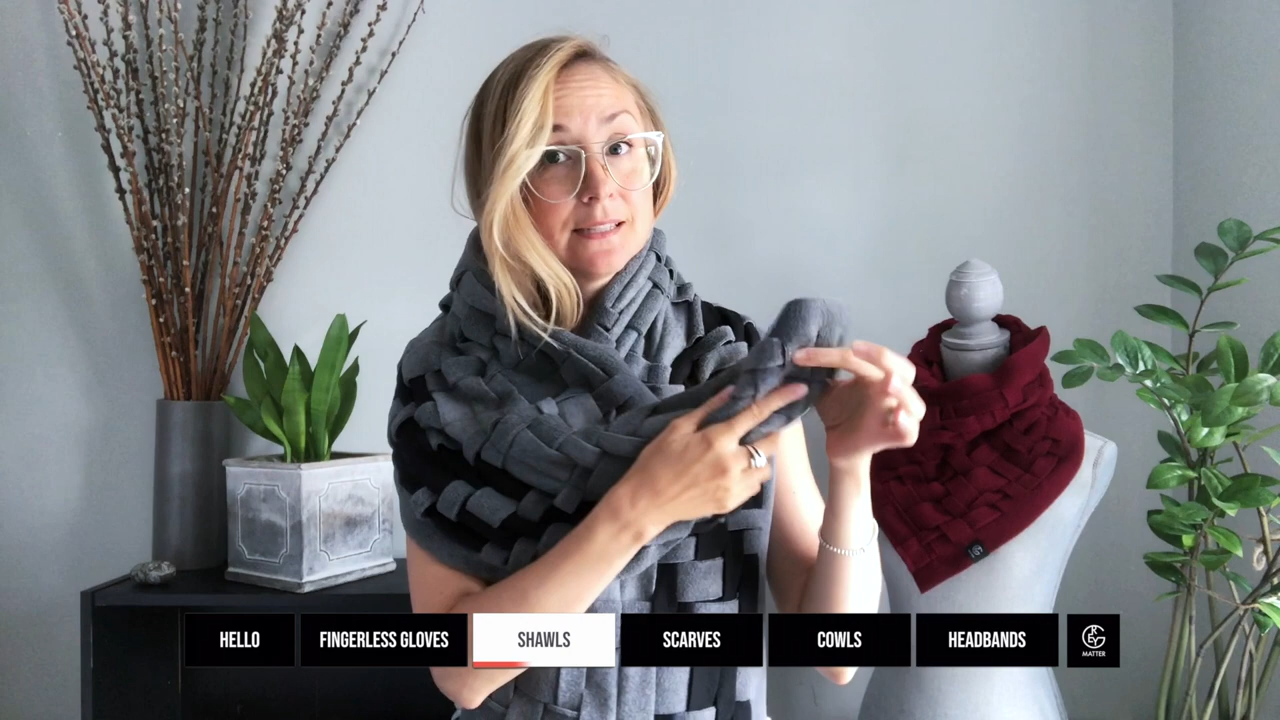 HELLO
FINGERLESS GLOVES
SHAWLS
SCARVES
COWLS
HEADBANDS
MATTER